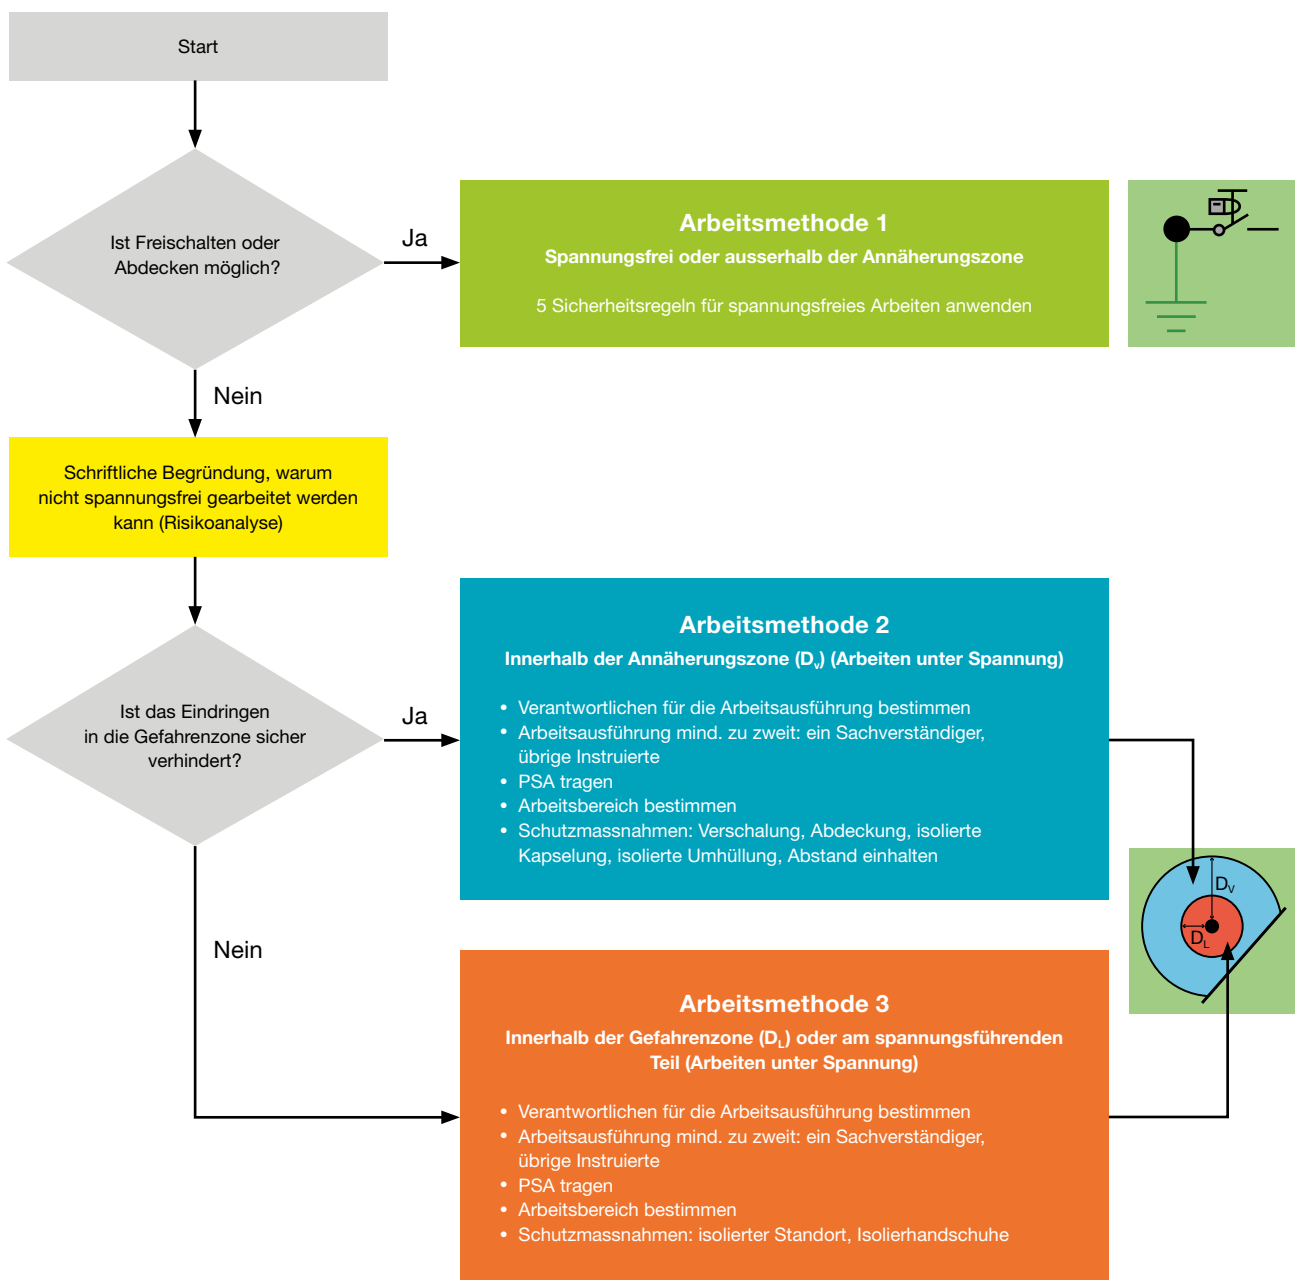 Start
Ist Freischalten oder
Abdecken möglich?
Ja
Arbeitsmethode 1
Spannungsfrei oder ausserhalb der Annäherungszone
5 Sicherheitsregeln für spannungsfreies Arbeiten anwenden
Nein
Schriftliche Begründung, warum
nicht spannungsfrei gearbeitet werden
kann (Risikoanalyse)
Ist das Eindringen
in die Gefahrenzone sicher
verhindert?
Ja
Arbeitsmethode 2
Innerhalb der Annäherungszone (Dv) (Arbeiten unter Spannung)
• Verantwortlichen für die Arbeitsausführung bestimmen
• Arbeitsausführung mind. zu zweit: ein Sachverständiger,
übrige Instruierte
• PSA tragen
• Arbeitsbereich bestimmen
• Schutzmassnahmen: Verschalung, Abdeckung, isolierte
Kapselung, isolierte Umhüllung, Abstand einhalten
DV
DL
Nein
Arbeitsmethode 3
Innerhalb der Gefahrenzone (DL) oder am spannungsführenden
Teil (Arbeiten unter Spannung)
• Verantwortlichen für die Arbeitsausführung bestimmen
• Arbeitsausführung mind. zu zweit: ein Sachverständiger,
übrige Instruierte
• PSA tragen
• Arbeitsbereich bestimmen
• Schutzmassnahmen: isolierter Standort, Isolierhandschuhe